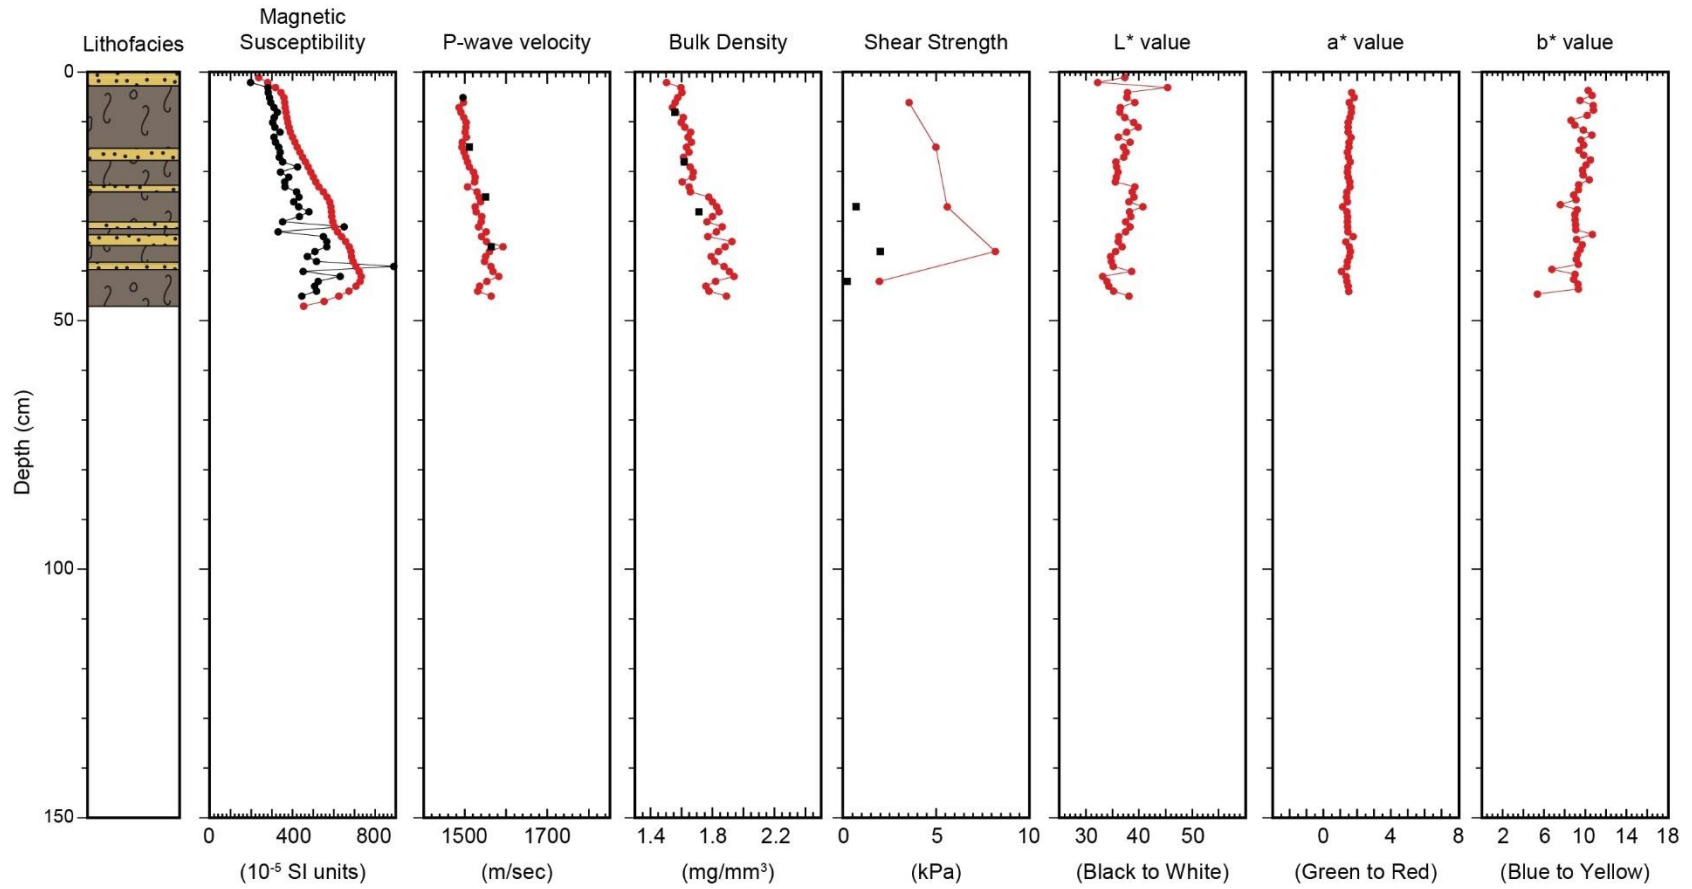 Lithofacies
Magnetic
Susceptibility
P-wave velocity
Bulk Density
Shear Strength
L* value
a* value
b* value
Depth (cm)
0
50
100
150
0 400 800
1500 1700
1.4 1.8 2.2
0 5 10
30 40 50
0 4 8
2 6 10 14 18
(10⁻⁵ SI units)
(m/sec)
(mg/mm³)
(kPa)
(Black to White)
(Green to Red)
(Blue to Yellow)